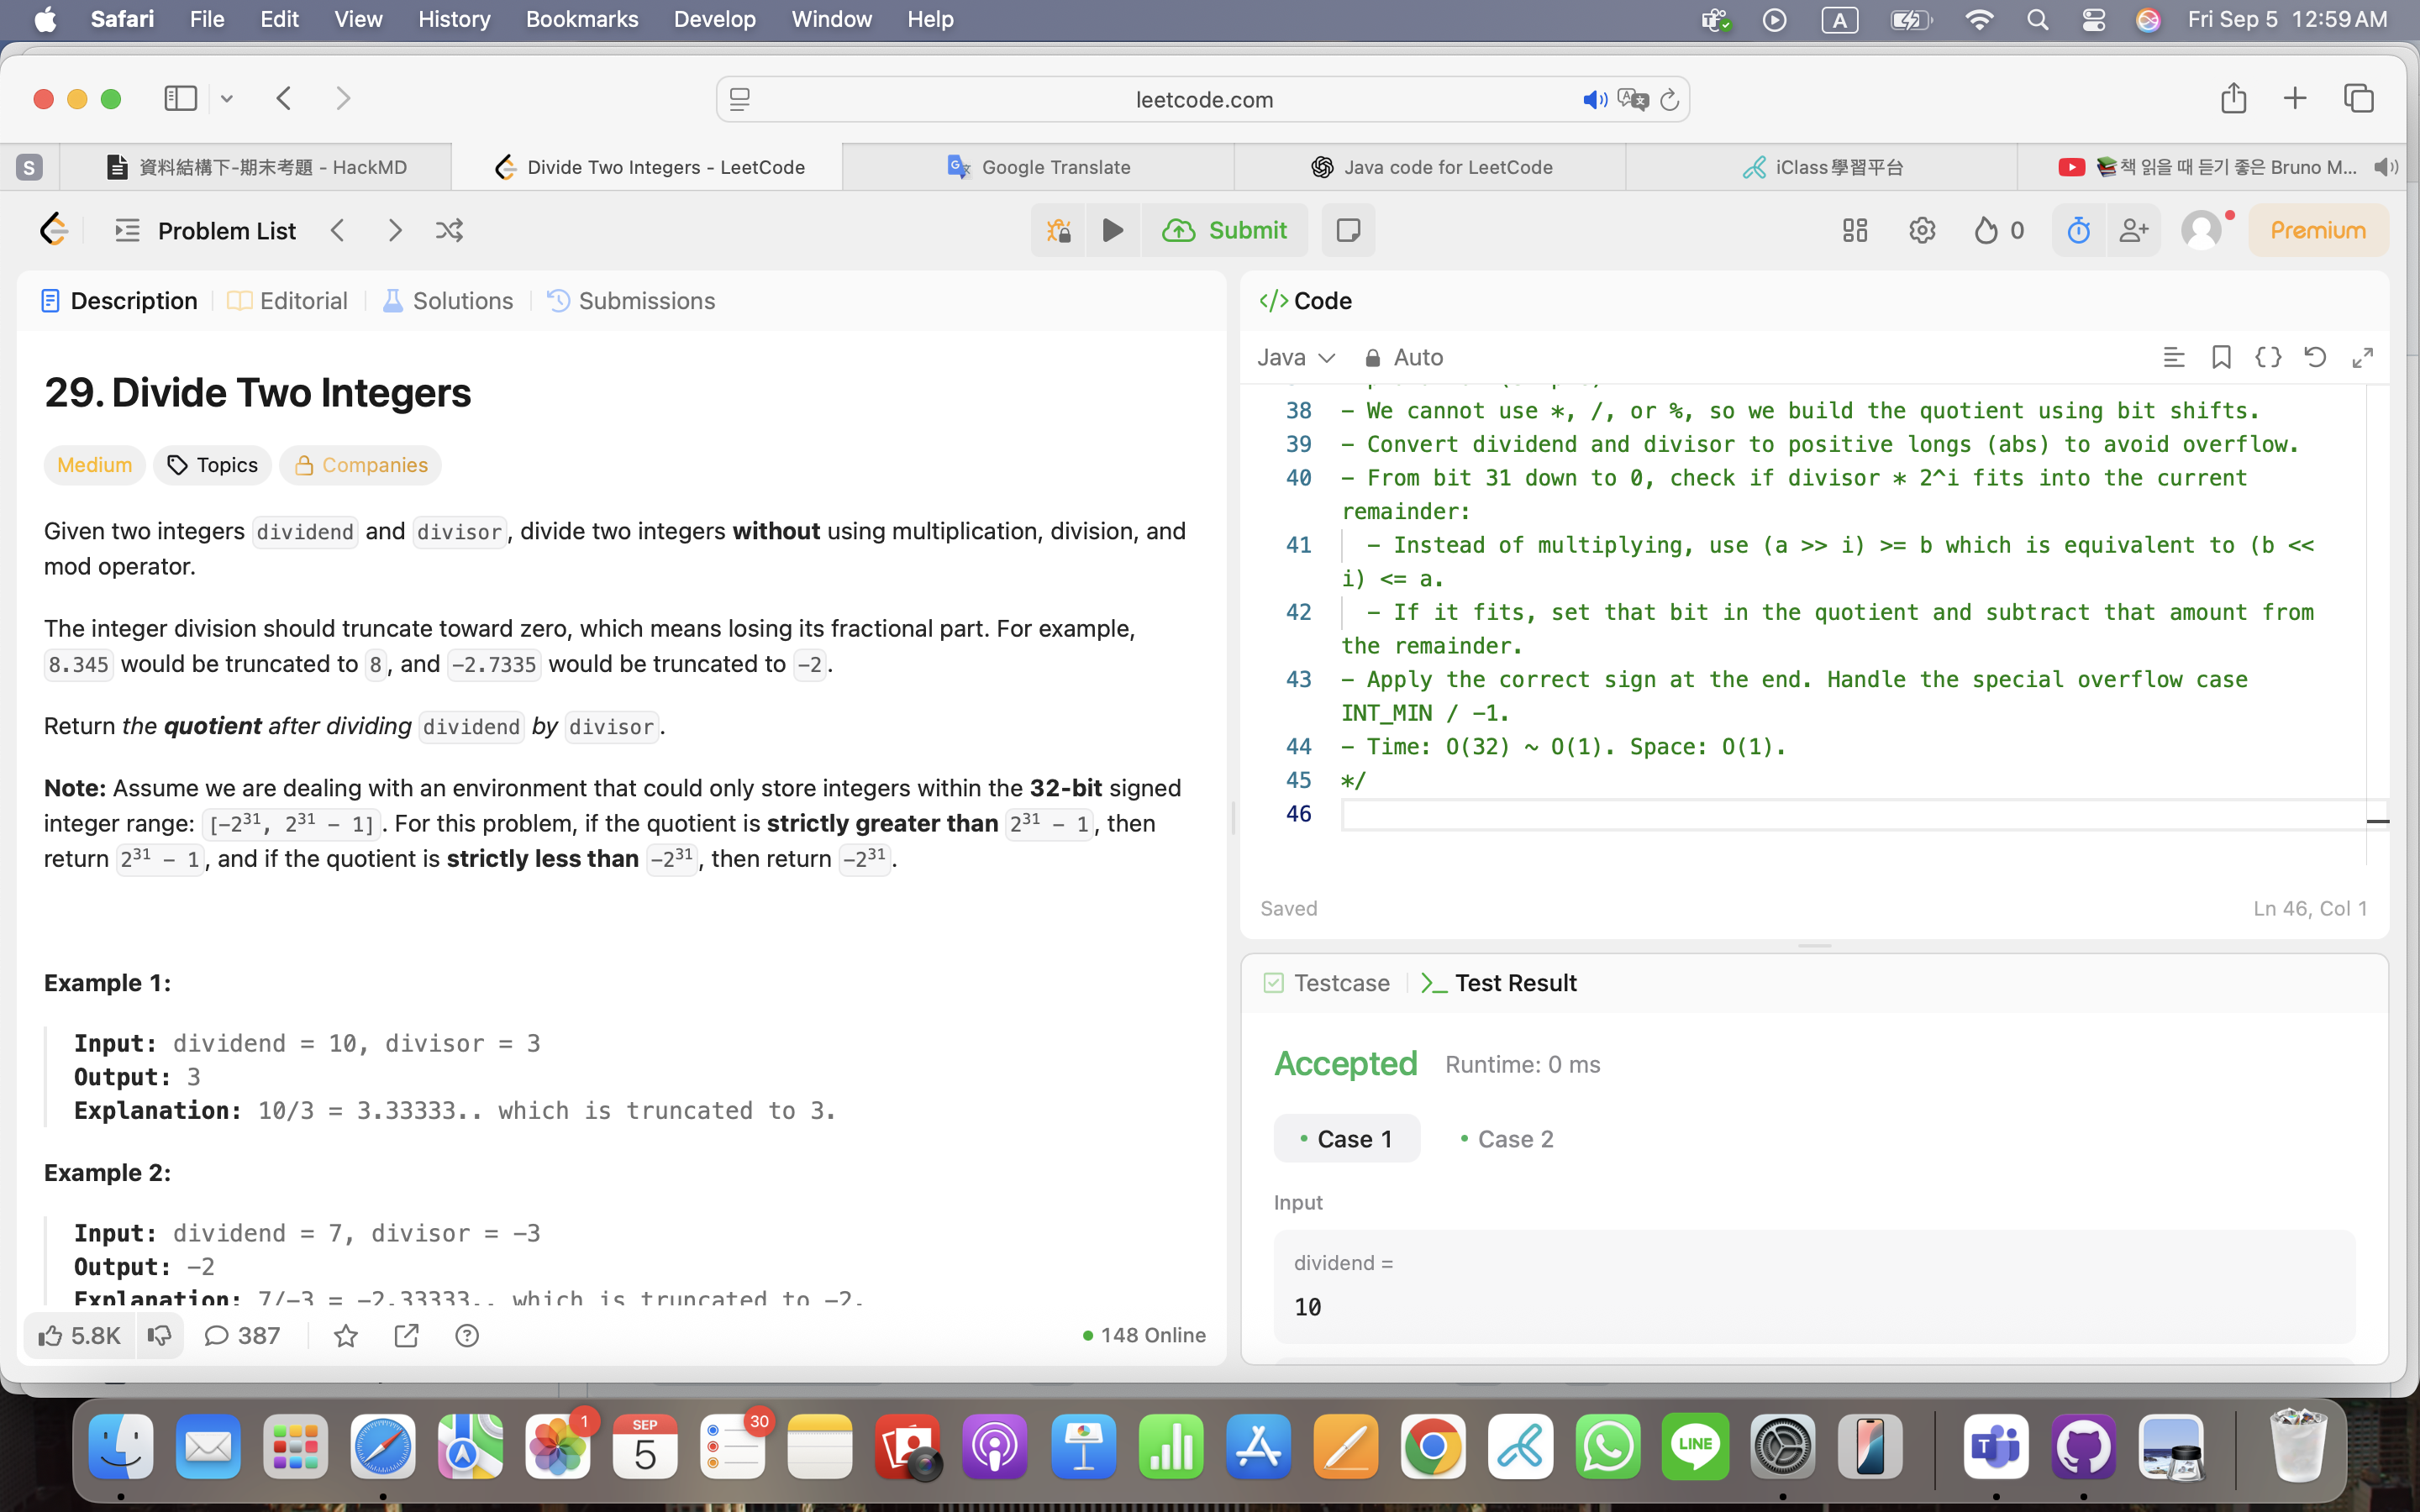 Safari File Edit View History Bookmarks Develop Window Help
A
Fri Sep 5 12:59 AM
leetcode.com
S
資料結構下-期末考題 - HackMD
Divide Two Integers - LeetCode
Google Translate
Java code for LeetCode
iClass學習平台
📚책 읽을 때 듣기 좋은 Bruno M...
Problem List
Submit
0
Premium
Description
Editorial
Solutions
Submissions
29. Divide Two Integers
Medium
Topics
Companies
Given two integers dividend and divisor, divide two integers without using multiplication, division, and
mod operator.
The integer division should truncate toward zero, which means losing its fractional part. For example,
8.345 would be truncated to 8, and -2.7335 would be truncated to -2.
Return the quotient after dividing dividend by divisor.
Note: Assume we are dealing with an environment that could only store integers within the 32-bit signed
integer range: [-2³¹, 2³¹ - 1]. For this problem, if the quotient is strictly greater than 2³¹ - 1, then
return 2³¹ - 1, and if the quotient is strictly less than -2³¹, then return -2³¹.
Example 1:
Input: dividend = 10, divisor = 3
Output: 3
Explanation: 10/3 = 3.33333.. which is truncated to 3.
Example 2:
Input: dividend = 7, divisor = -3
Output: -2
Explanation: 7/-3 = -2.33333.. which is truncated to -2.
5.8K
387
148 Online
</> Code
Java
Auto
38 - We cannot use *, /, or %, so we build the quotient using bit shifts.
39 - Convert dividend and divisor to positive longs (abs) to avoid overflow.
40 - From bit 31 down to 0, check if divisor * 2^i fits into the current
remainder:
41 - Instead of multiplying, use (a >> i) >= b which is equivalent to (b <<
i) <= a.
42 - If it fits, set that bit in the quotient and subtract that amount from
the remainder.
43 - Apply the correct sign at the end. Handle the special overflow case
INT_MIN / -1.
44 - Time: O(32) ~ O(1). Space: O(1).
45 */
46
Saved
Ln 46, Col 1
Testcase
Test Result
Accepted
Runtime: 0 ms
Case 1
Case 2
Input
dividend =
10
1
SEP
5
30
LINE
T